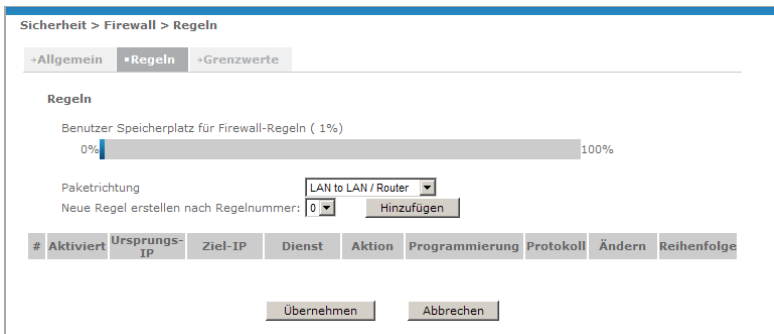 Sicherheit > Firewall > Regeln
Allgemein Regeln Grenzwerte
Regeln
Benutzer Speicherplatz für Firewall-Regeln ( 1%)
0% 100%
Paketrichtung LAN to LAN / Router
Neue Regel erstellen nach Regelnummer: 0 Hinzufügen
# Aktiviert Ursprungs-IP Ziel-IP Dienst Aktion Programmierung Protokoll Ändern Reihenfolge
Übernehmen Abbrechen